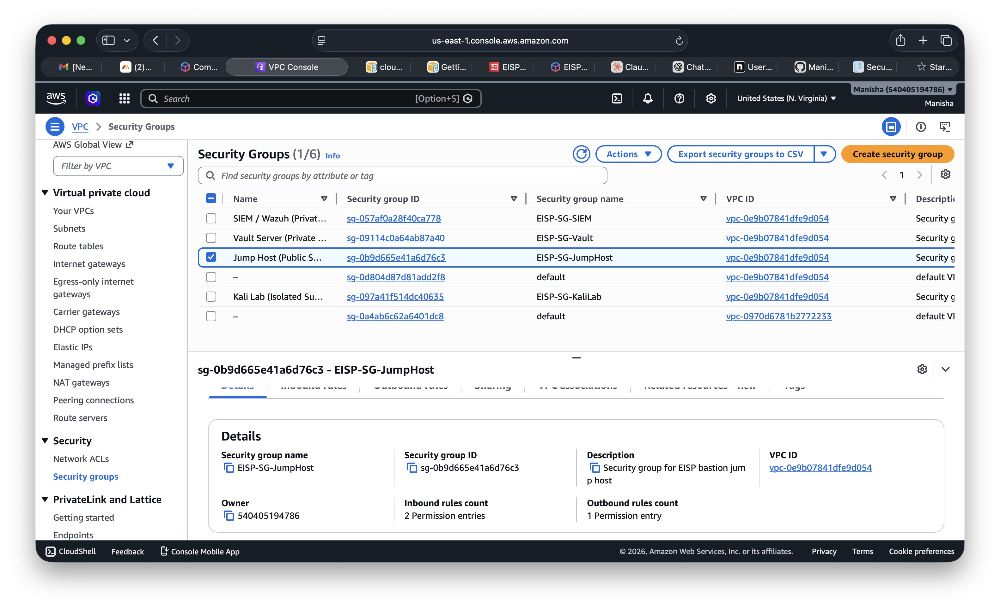 us-east-1.console.aws.amazon.com
[Ne...
(2)...
Com...
VPC Console
clou...
Getti...
EISP...
EISP...
Clau...
Chat...
User...
Mani...
Secu...
Star...
aws
Search
[Option+S]
United States (N. Virginia)
Manisha (540405194786)
Manisha
VPC
Security Groups
AWS Global View
Filter by VPC
Virtual private cloud
Your VPCs
Subnets
Route tables
Internet gateways
Egress-only internet
gateways
Carrier gateways
DHCP option sets
Elastic IPs
Managed prefix lists
NAT gateways
Peering connections
Route servers
Security
Network ACLs
Security groups
PrivateLink and Lattice
Getting started
Endpoints
Security Groups (1/6) Info
Actions
Export security groups to CSV
Create security group
Find security groups by attribute or tag
1
Name Security group ID Security group name VPC ID Descriptic
SIEM / Wazuh (Privat... sg-057af0a28f40ca778 EISP-SG-SIEM vpc-0e9b07841dfe9d054 Security g
Vault Server (Private ... sg-09114c0a64ab87a40 EISP-SG-Vault vpc-0e9b07841dfe9d054 Security g
Jump Host (Public S... sg-0b9d665e41a6d76c3 EISP-SG-JumpHost vpc-0e9b07841dfe9d054 Security g
– sg-0d804d87d81add2f8 default vpc-0e9b07841dfe9d054 default VI
Kali Lab (Isolated Su... sg-097a41f514dc40635 EISP-SG-KaliLab vpc-0e9b07841dfe9d054 Security g
– sg-0a4ab6c62a6401dc8 default vpc-0970d6781b2772233 default VI
sg-0b9d665e41a6d76c3 - EISP-SG-JumpHost
Details Inbound rules Outbound rules Sharing VPC associations Related resources - new Tags
Details
Security group name
EISP-SG-JumpHost
Security group ID
sg-0b9d665e41a6d76c3
Description
Security group for EISP bastion jum
p host
VPC ID
vpc-0e9b07841dfe9d054
Owner
540405194786
Inbound rules count
2 Permission entries
Outbound rules count
1 Permission entry
CloudShell
Feedback
Console Mobile App
© 2026, Amazon Web Services, Inc. or its affiliates.
Privacy
Terms
Cookie preferences